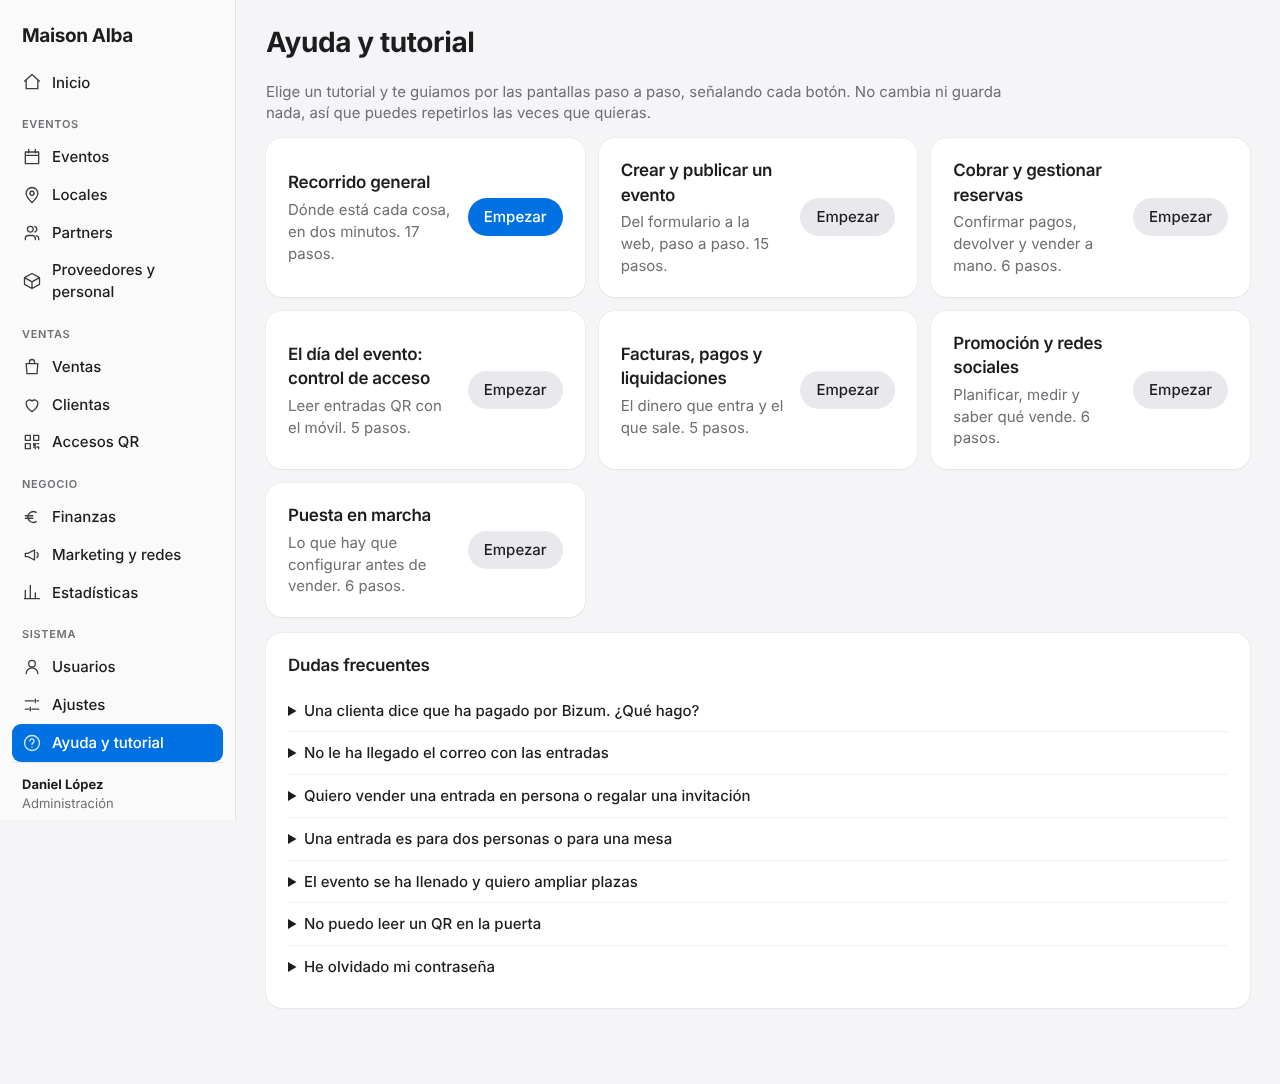 Maison Alba
Inicio
EVENTOS
Eventos
Locales
Partners
Proveedores y
personal
VENTAS
Ventas
Clientas
Accesos QR
NEGOCIO
Finanzas
Marketing y redes
Estadísticas
SISTEMA
Usuarios
Ajustes
Ayuda y tutorial
Daniel López
Administración
Ayuda y tutorial
Elige un tutorial y te guiamos por las pantallas paso a paso, señalando cada botón. No cambia ni guarda
nada, así que puedes repetirlos las veces que quieras.
Recorrido general
Dónde está cada cosa,
en dos minutos. 17
pasos.
Empezar
Crear y publicar un
evento
Del formulario a la
web, paso a paso. 15
pasos.
Empezar
Cobrar y gestionar
reservas
Confirmar pagos,
devolver y vender a
mano. 6 pasos.
Empezar
El día del evento:
control de acceso
Leer entradas QR con
el móvil. 5 pasos.
Empezar
Facturas, pagos y
liquidaciones
El dinero que entra y el
que sale. 5 pasos.
Empezar
Promoción y redes
sociales
Planificar, medir y
saber qué vende. 6
pasos.
Empezar
Puesta en marcha
Lo que hay que
configurar antes de
vender. 6 pasos.
Empezar
Dudas frecuentes
Una clienta dice que ha pagado por Bizum. ¿Qué hago?
No le ha llegado el correo con las entradas
Quiero vender una entrada en persona o regalar una invitación
Una entrada es para dos personas o para una mesa
El evento se ha llenado y quiero ampliar plazas
No puedo leer un QR en la puerta
He olvidado mi contraseña